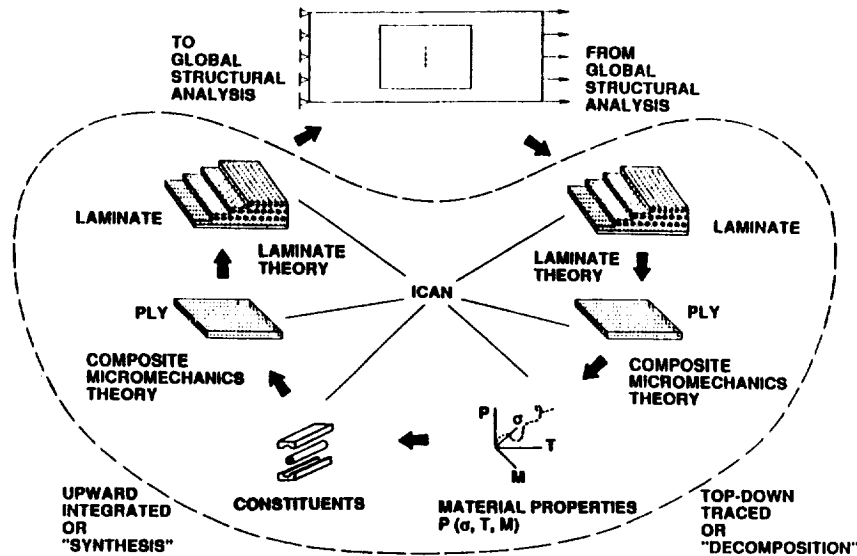 TO
GLOBAL
STRUCTURAL
ANALYSIS
FROM
GLOBAL
STRUCTURAL
ANALYSIS
LAMINATE
LAMINATE
THEORY
LAMINATE
LAMINATE
THEORY
ICAN
PLY
PLY
COMPOSITE
MICROMECHANICS
THEORY
COMPOSITE
MICROMECHANICS
THEORY
P
σ
T
M
CONSTITUENTS
MATERIAL PROPERTIES
P (σ, T, M)
UPWARD
INTEGRATED
OR
"SYNTHESIS"
TOP-DOWN
TRACED
OR
"DECOMPOSITION"